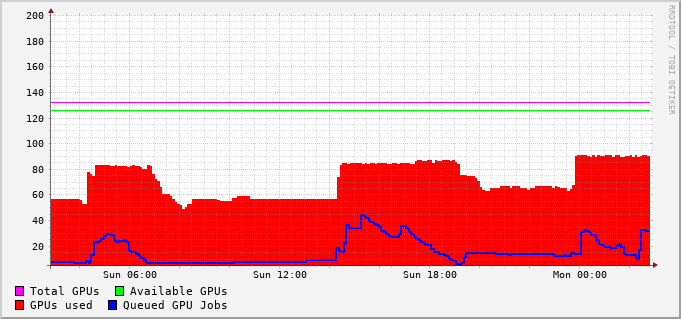 200
180
160
140
120
100
80
60
40
20
Sun 06:00 Sun 12:00 Sun 18:00 Mon 00:00
Total GPUs Available GPUs
GPUs used Queued GPU Jobs
RRDTOOL / TOBI OETIKER